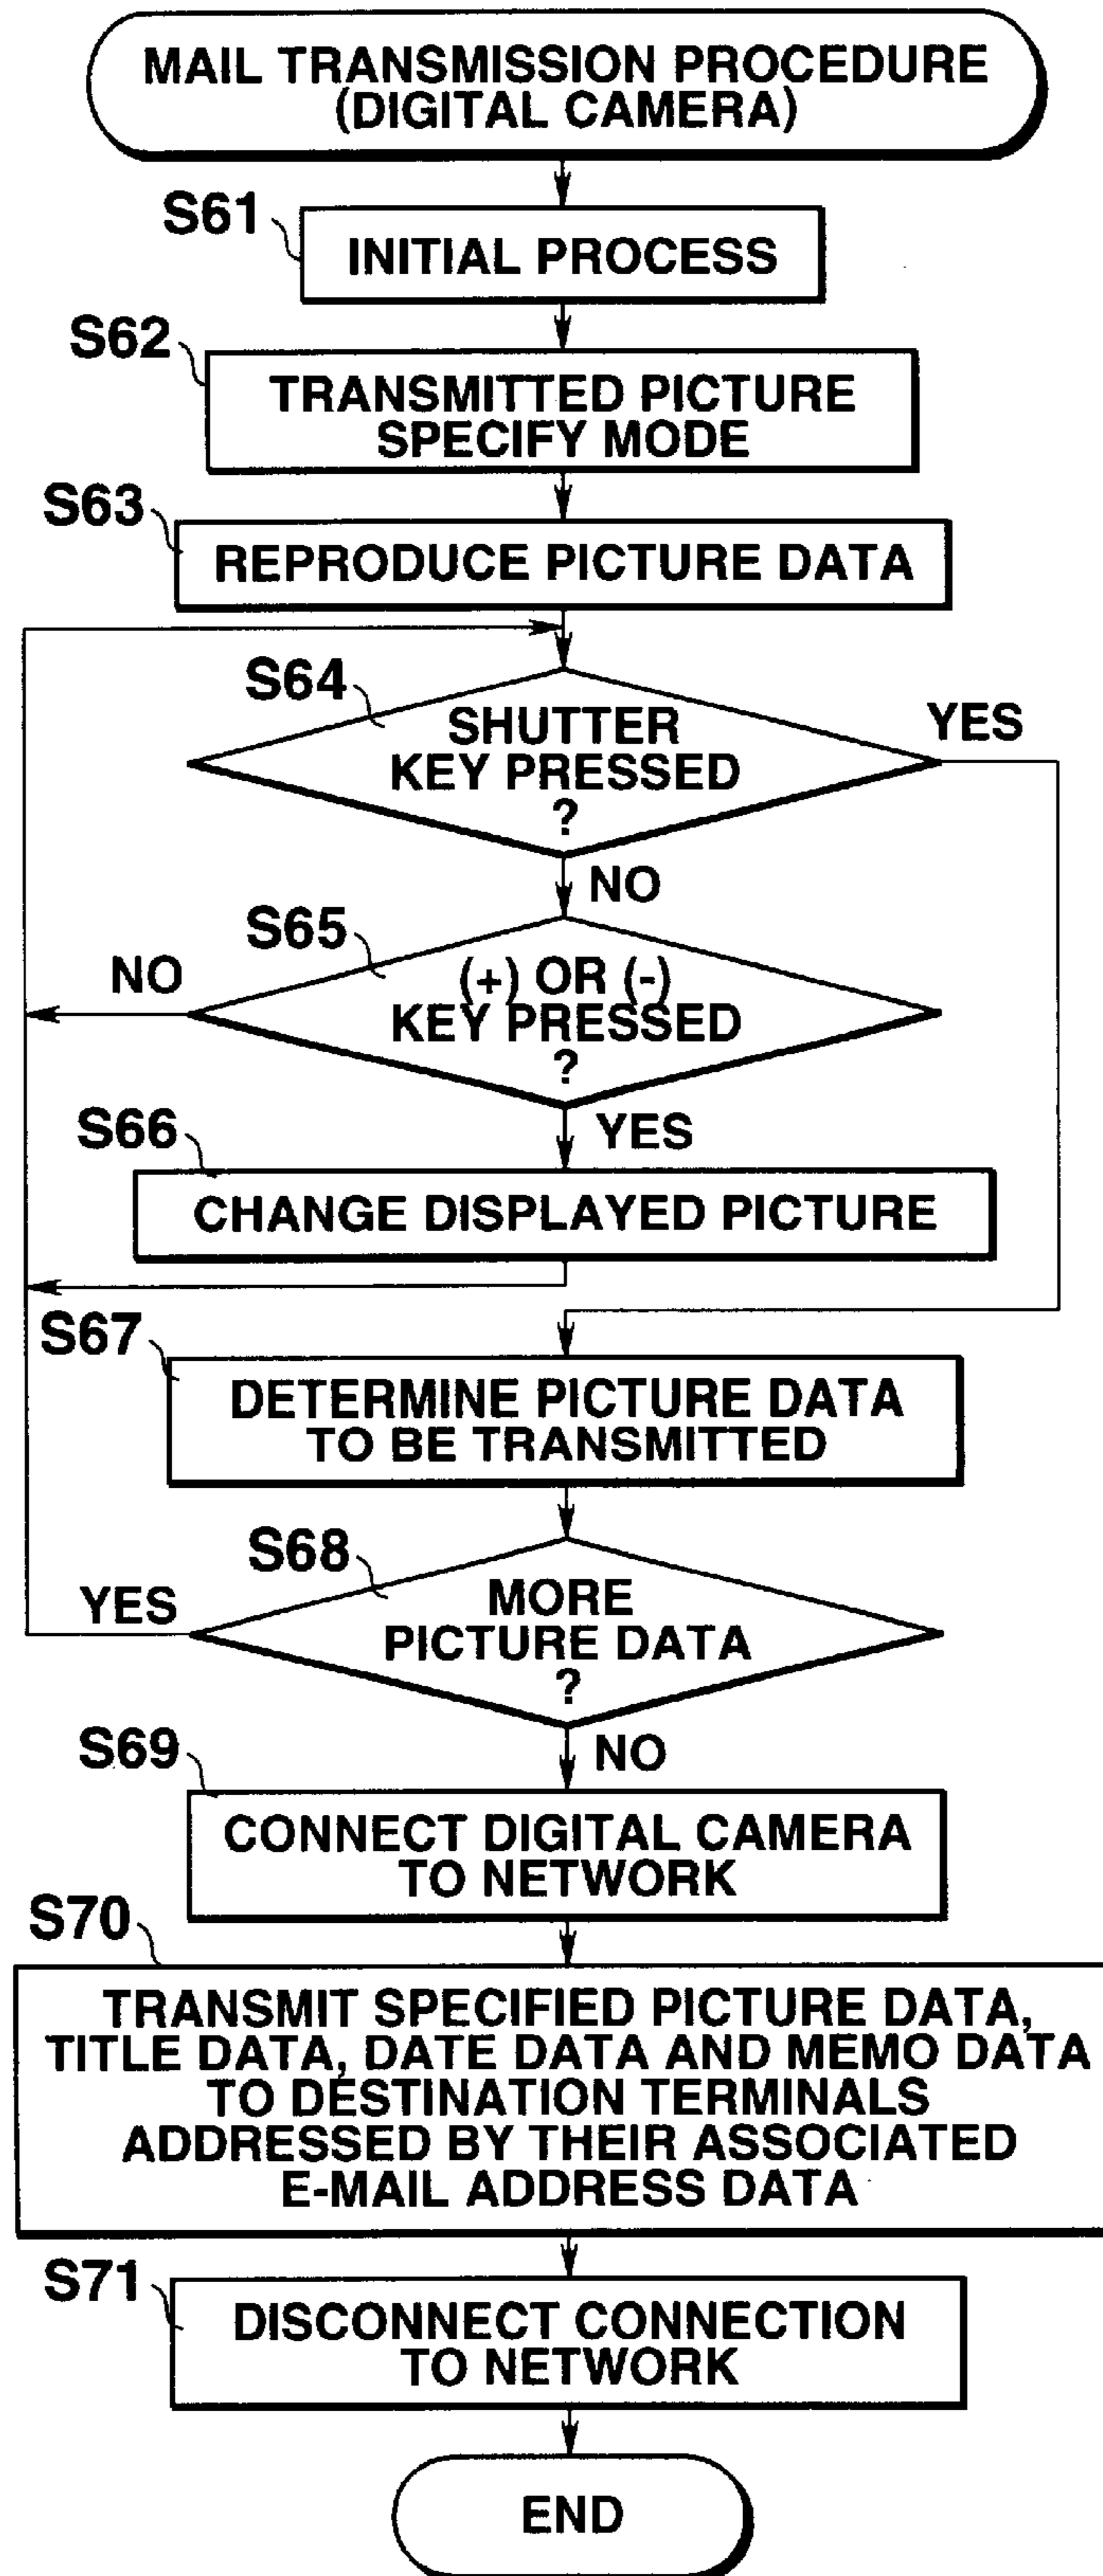 MAIL TRANSMISSION PROCEDURE
(DIGITAL CAMERA)
S61
INITIAL PROCESS
S62
TRANSMITTED PICTURE
SPECIFY MODE
S63
REPRODUCE PICTURE DATA
S64
SHUTTER
KEY PRESSED
?
YES
NO
S65
(+) OR (-)
KEY PRESSED
?
NO
YES
S66
CHANGE DISPLAYED PICTURE
S67
DETERMINE PICTURE DATA
TO BE TRANSMITTED
S68
MORE
PICTURE DATA
?
YES
NO
S69
CONNECT DIGITAL CAMERA
TO NETWORK
S70
TRANSMIT SPECIFIED PICTURE DATA,
TITLE DATA, DATE DATA AND MEMO DATA
TO DESTINATION TERMINALS
ADDRESSED BY THEIR ASSOCIATED
E-MAIL ADDRESS DATA
S71
DISCONNECT CONNECTION
TO NETWORK
END